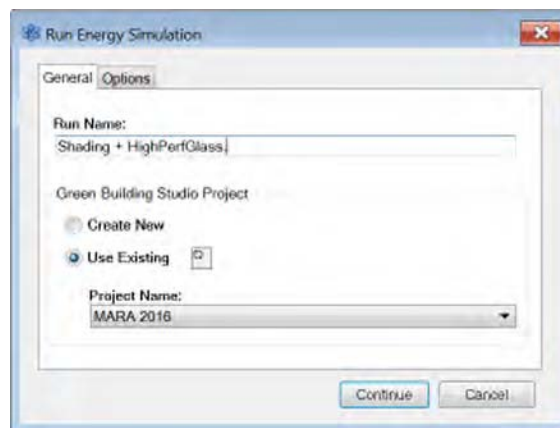 Run Energy Simulation
General Options
Run Name:
Shading + HighPerfGlass.
Green Building Studio Project
Create New
Use Existing
Project Name:
MARA 2016
Continue Cancel